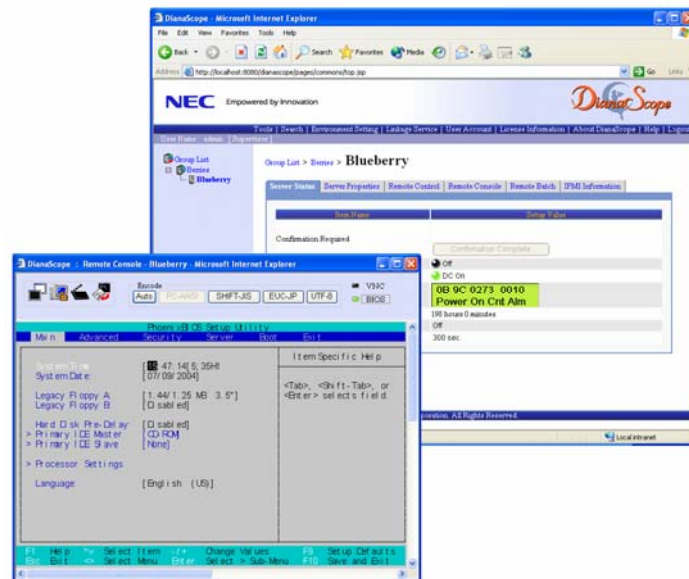 DianaScope - Microsoft Internet Explorer
File Edit View Favorites Tools Help
Back Search Favorites Media
Address http://localhost:8080/dianascope/pages/commons/top.jsp Go Links
NEC Empowered by Innovation DianaScope
Tools | Search | Environment Setting | Linkage Service | User Account | License Information | About DianaScope | Help | Logout
User Name: admin
Group List
Berries
Blueberry
Group List > Berries > Blueberry
Server Status Server Properties Remote Control Remote Console Remote Batch IPMI Information
Item Name Setup Value
Confirmation Required
Confirmation Complete
Off
DC On
0B 9C 0273 0010
Power On Cnt Alm
198 hours 0 minutes
Off
300 sec.
poration. All Rights Reserved.
Local intranet
DianaScope : Remote Console - Blueberry - Microsoft Internet Explorer
Encode
Auto PC-ANSI SHIFT-JIS EUC-JP UTF-8
VNC
BIOS
PhoenixBIOS Setup Utility
Main Advanced Security Server Boot Exit
Item Specific Help
System Time
System Date: [07/09/2004]
<Tab>, <Shift-Tab>, or
<Enter> selects field.
Legacy Floppy A: [1.44/1.25 MB 3.5"]
Legacy Floppy B: [Disabled]
Hard Disk Pre-Delay: [Disabled]
> Primary IDE Master [CD-ROM]
> Primary IDE Slave [None]
> Processor Settings
Language: [English (US)]
F1 Help Select Item -/+ Change Values F9 Setup Defaults
Esc Exit <> Select Menu Enter Select > Sub-Menu F10 Save and Exit